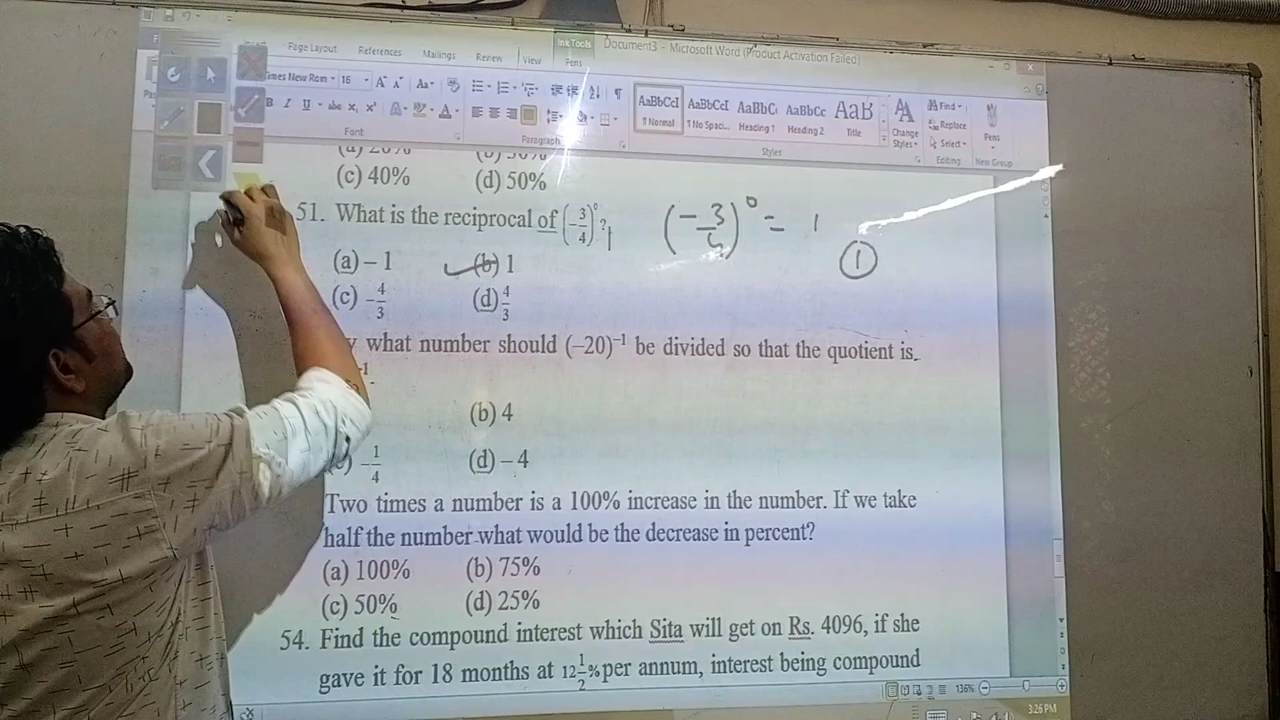 Ink Tools Document3 - Microsoft Word (Product Activation Failed)
Page Layout References Mailings Review View Pens
Times New Rom 16
Font Paragraph Styles Editing New Group
AaBbCcI AaBbCcI AaBbC AaBbCc AaB
¶ Normal ¶ No Spaci... Heading 1 Heading 2 Title
Change Styles
Find
Replace
Select
Pens
(c) 40% (d) 50%
51. What is the reciprocal of (-3/4)⁰? (-3/4)⁰ = 1
(a) – 1 (b) 1 1
(c) -4/3 (d) 4/3
what number should (–20)⁻¹ be divided so that the quotient is
(b) 4
-1/4 (d) – 4
Two times a number is a 100% increase in the number. If we take
half the number what would be the decrease in percent?
(a) 100% (b) 75%
(c) 50% (d) 25%
54. Find the compound interest which Sita will get on Rs. 4096, if she
gave it for 18 months at 12 1/2 % per annum, interest being compound
136%
3:26 PM